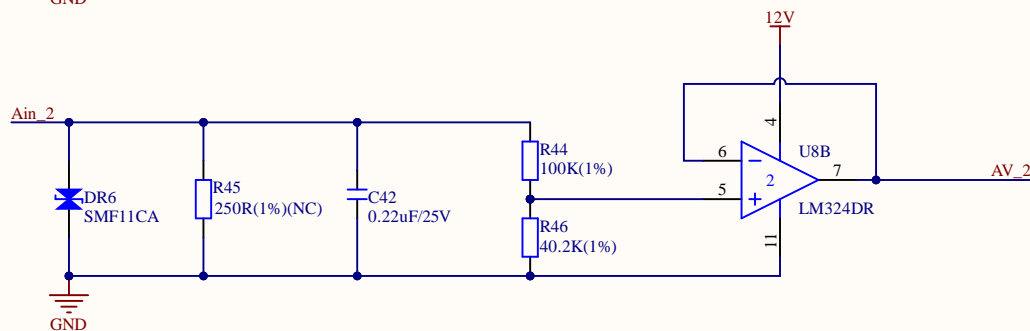 GND
12V
Ain_2
4
U8B
R44
100K(1%)
6
2
7
AV_2
5
LM324DR
DR6
SMF11CA
R45
250R(1%)(NC)
C42
0.22uF/25V
R46
40.2K(1%)
11
GND